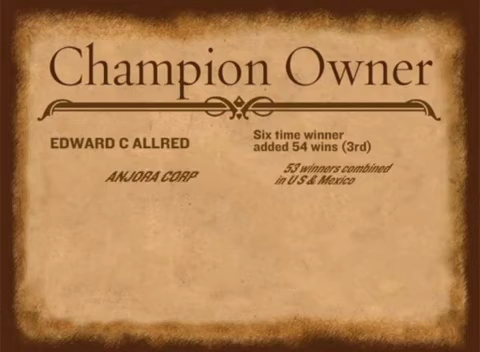 Champion Owner
EDWARD C ALLRED
Six time winner
added 54 wins (3rd)
ANJORA CORP
53 winners combined
in U S & Mexico